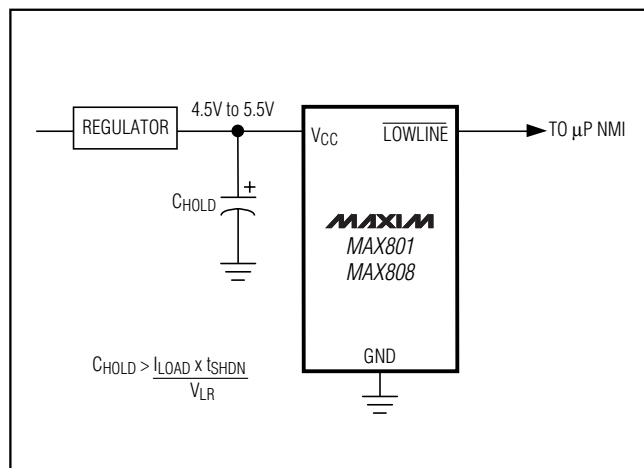 REGULATOR
4.5V to 5.5V
VCC
LOWLINE
TO μP NMI
CHOLD
+
MAXIM
MAX801
MAX808
GND
CHOLD > ILOAD x tSHDN
VLR